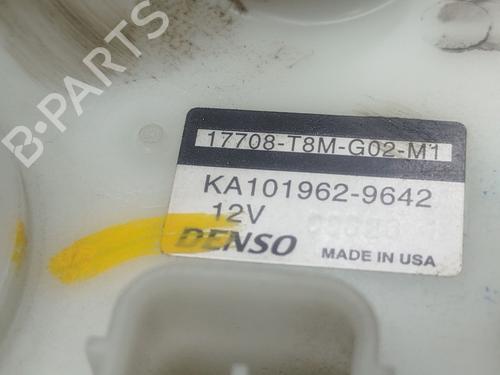 17708-T8M-G02-M1
KA101962-9642
12V
DENSO
MADE IN USA
B-PARTS